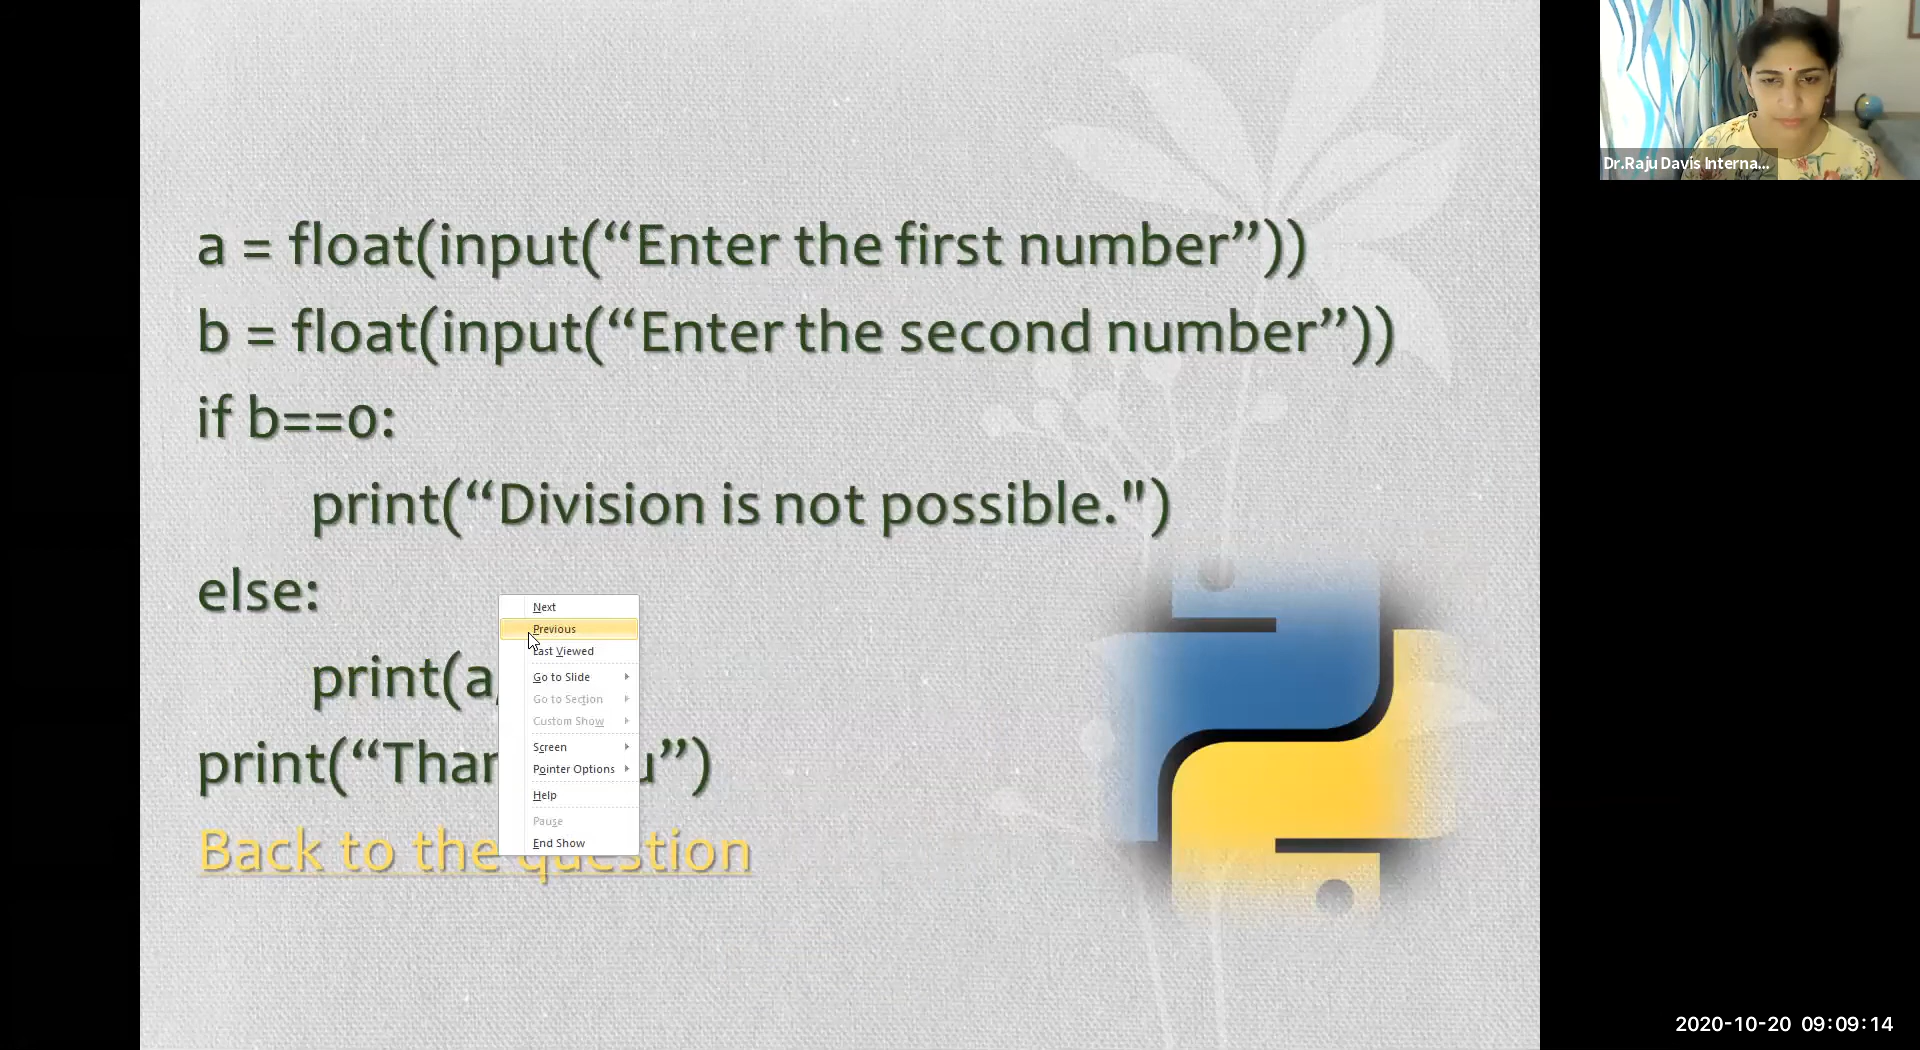 a = float(input(“Enter the first number”))
b = float(input(“Enter the second number”))
if b==0:
print(“Division is not possible.")
else:
print(a
print(“Than u”)
Back to the question
Next
Previous
Last Viewed
Go to Slide
Go to Section
Custom Show
Screen
Pointer Options
Help
Pause
End Show
Dr.Raju Davis Interna...
2020-10-20 09:09:14